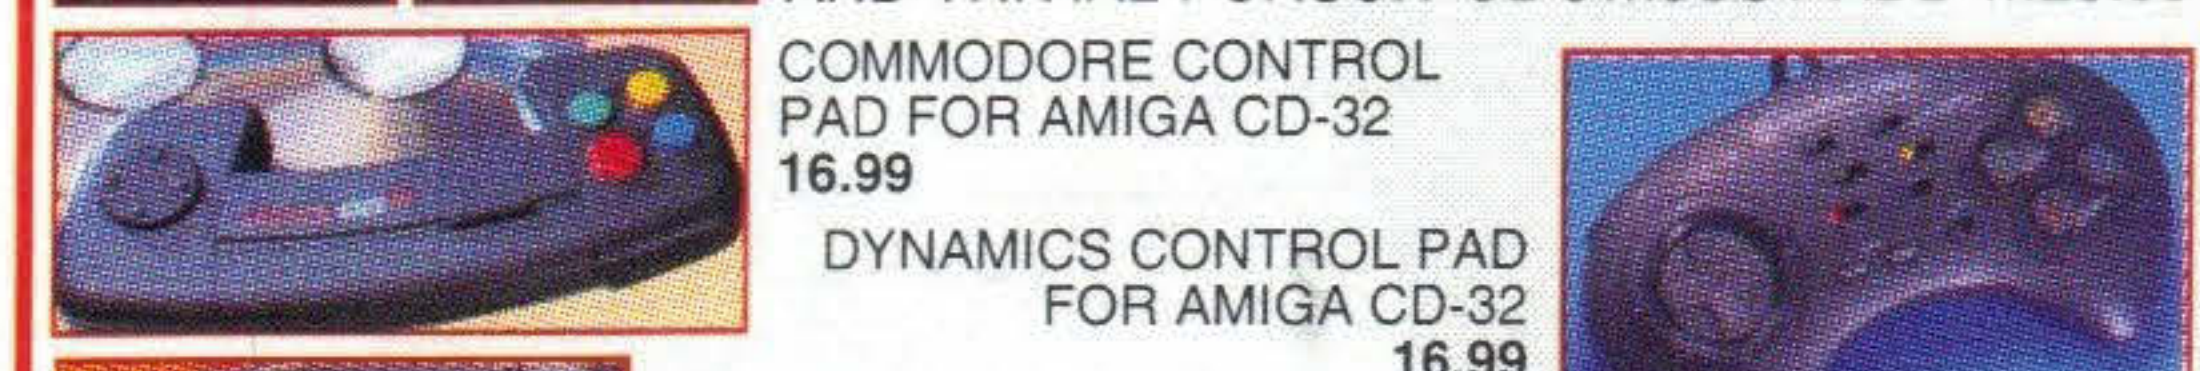 COMMODORE CONTROL
PAD FOR AMIGA CD-32
16.99
DYNAMICS CONTROL PAD
FOR AMIGA CD-32
16.99